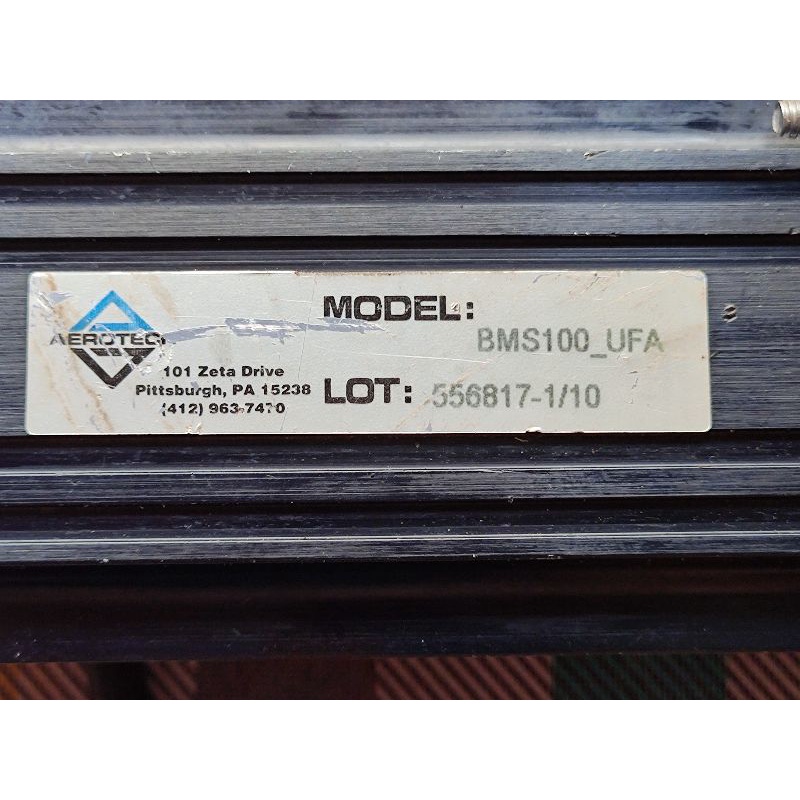 AEROTECH
MODEL: BMS100_UFA
101 Zeta Drive
Pittsburgh, PA 15238
(412) 963-7470
LOT: 556817-1/10